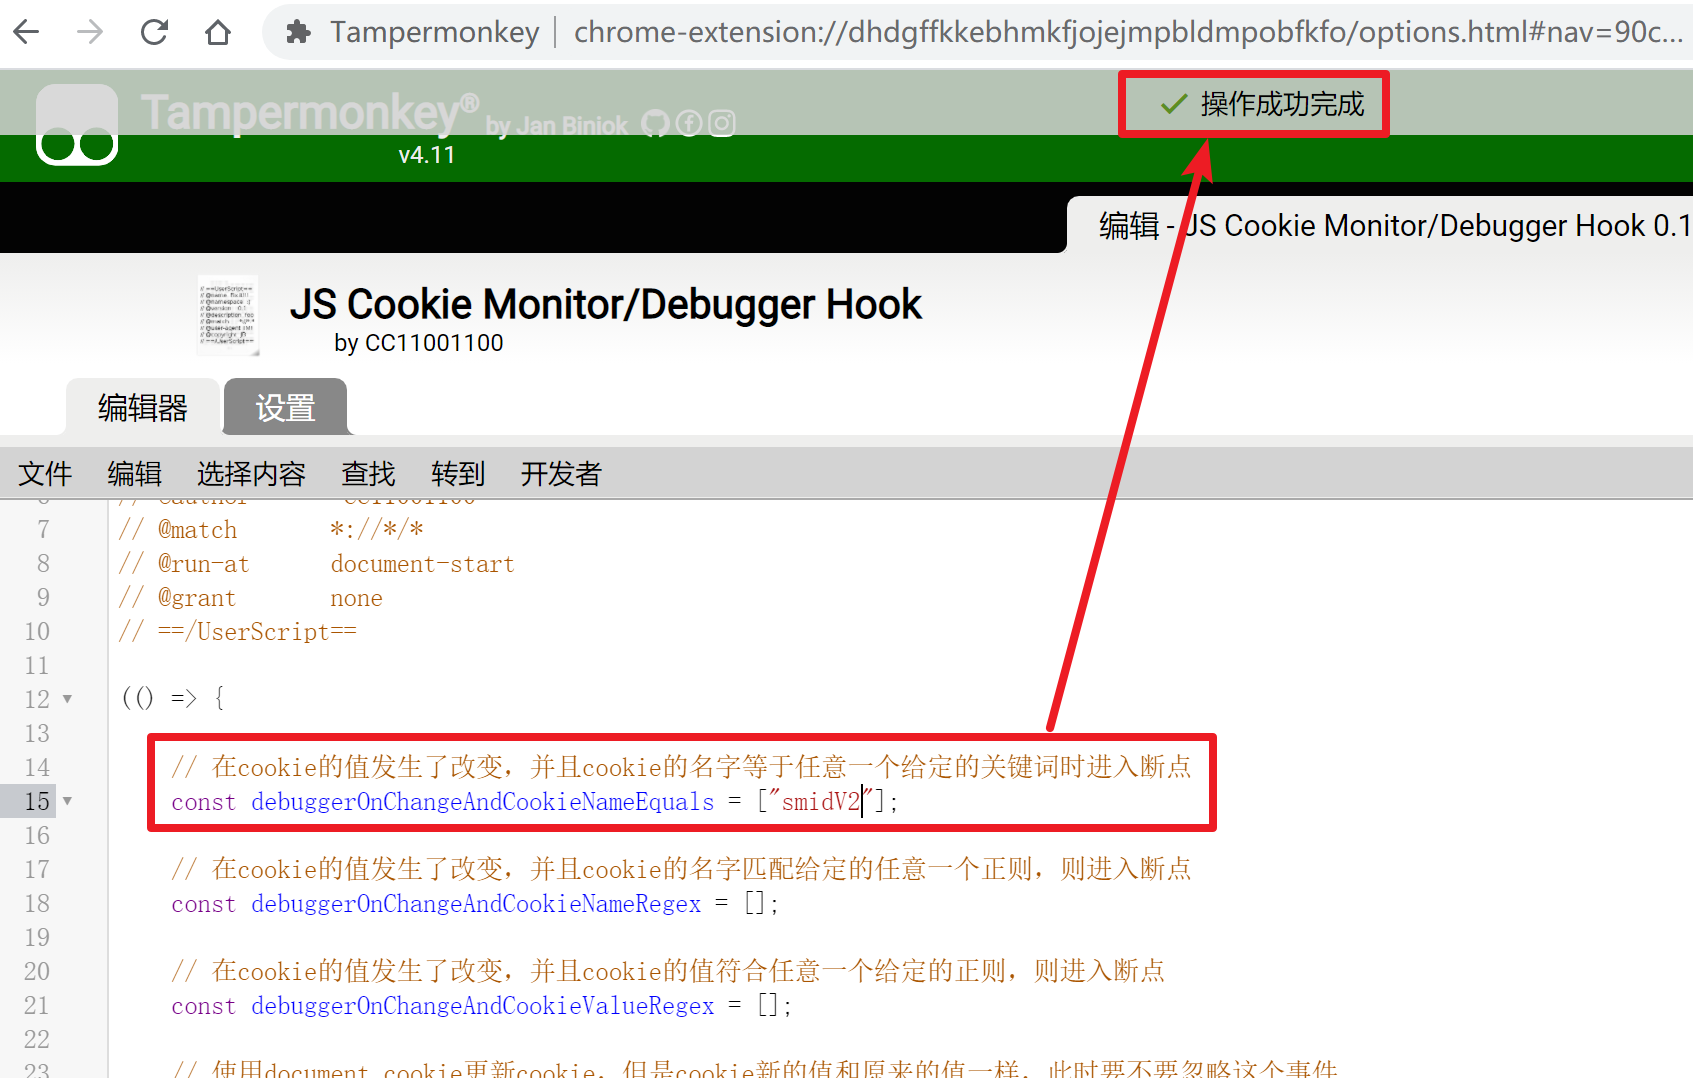 Tampermonkey | chrome-extension://dhdgffkkebhmkfjojejmpbldmpobfkfo/options.html#nav=90c...
Tampermonkey® by Jan Biniok
v4.11
操作成功完成
编辑 - JS Cookie Monitor/Debugger Hook 0.1
JS Cookie Monitor/Debugger Hook
by CC11001100
编辑器 设置
文件 编辑 选择内容 查找 转到 开发者
7 // @match *://*/*
8 // @run-at document-start
9 // @grant none
10 // ==/UserScript==
11
12 (() => {
13
14 // 在cookie的值发生了改变，并且cookie的名字等于任意一个给定的关键词时进入断点
15 const debuggerOnChangeAndCookieNameEquals = ["smidV2"];
16
17 // 在cookie的值发生了改变，并且cookie的名字匹配给定的任意一个正则，则进入断点
18 const debuggerOnChangeAndCookieNameRegex = [];
19
20 // 在cookie的值发生了改变，并且cookie的值符合任意一个给定的正则，则进入断点
21 const debuggerOnChangeAndCookieValueRegex = [];
22
23 // 使用document.cookie更新cookie，但是cookie新的值和原来的值一样，此时要不要忽略这个事件